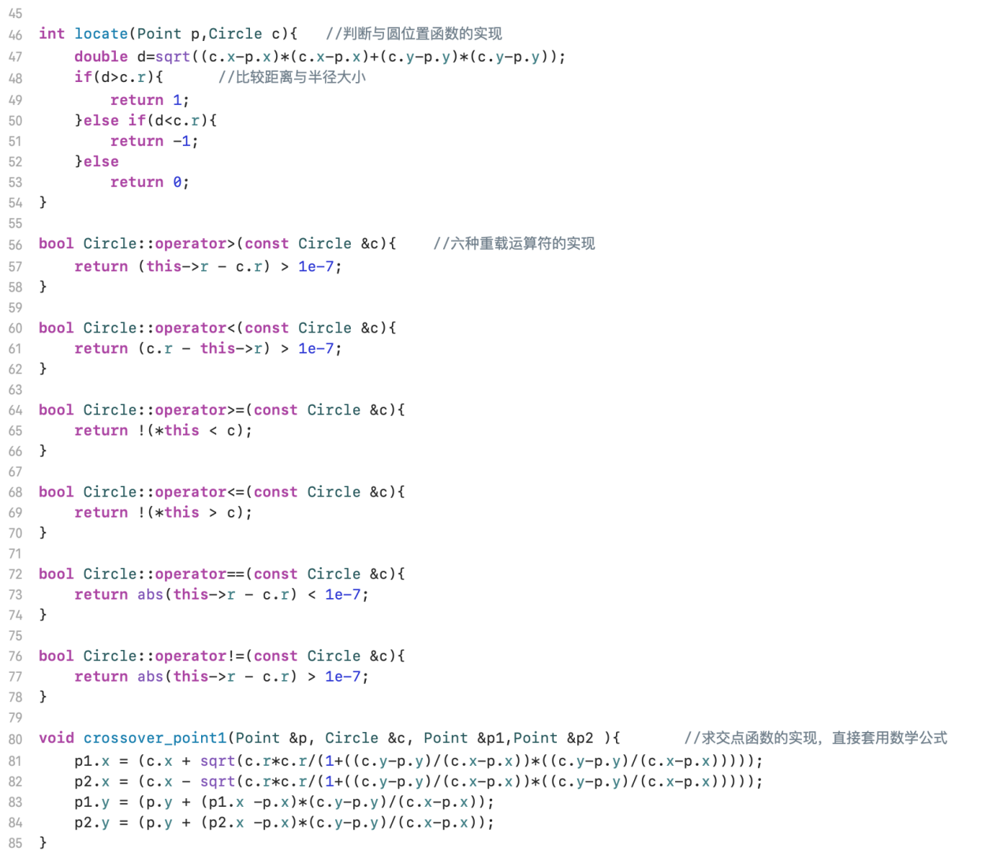 45
46 int locate(Point p,Circle c){ //判断与圆位置函数的实现
47 double d=sqrt((c.x-p.x)*(c.x-p.x)+(c.y-p.y)*(c.y-p.y));
48 if(d>c.r){ //比较距离与半径大小
49 return 1;
50 }else if(d<c.r){
51 return -1;
52 }else
53 return 0;
54 }
55
56 bool Circle::operator>(const Circle &c){ //六种重载运算符的实现
57 return (this->r - c.r) > 1e-7;
58 }
59
60 bool Circle::operator<(const Circle &c){
61 return (c.r - this->r) > 1e-7;
62 }
63
64 bool Circle::operator>=(const Circle &c){
65 return !(*this < c);
66 }
67
68 bool Circle::operator<=(const Circle &c){
69 return !(*this > c);
70 }
71
72 bool Circle::operator==(const Circle &c){
73 return abs(this->r - c.r) < 1e-7;
74 }
75
76 bool Circle::operator!=(const Circle &c){
77 return abs(this->r - c.r) > 1e-7;
78 }
79
80 void crossover_point1(Point &p, Circle &c, Point &p1,Point &p2 ){ //求交点函数的实现，直接套用数学公式
81 p1.x = (c.x + sqrt(c.r*c.r/(1+((c.y-p.y)/(c.x-p.x))*((c.y-p.y)/(c.x-p.x)))));
82 p2.x = (c.x - sqrt(c.r*c.r/(1+((c.y-p.y)/(c.x-p.x))*((c.y-p.y)/(c.x-p.x)))));
83 p1.y = (p.y + (p1.x -p.x)*(c.y-p.y)/(c.x-p.x));
84 p2.y = (p.y + (p2.x -p.x)*(c.y-p.y)/(c.x-p.x));
85 }